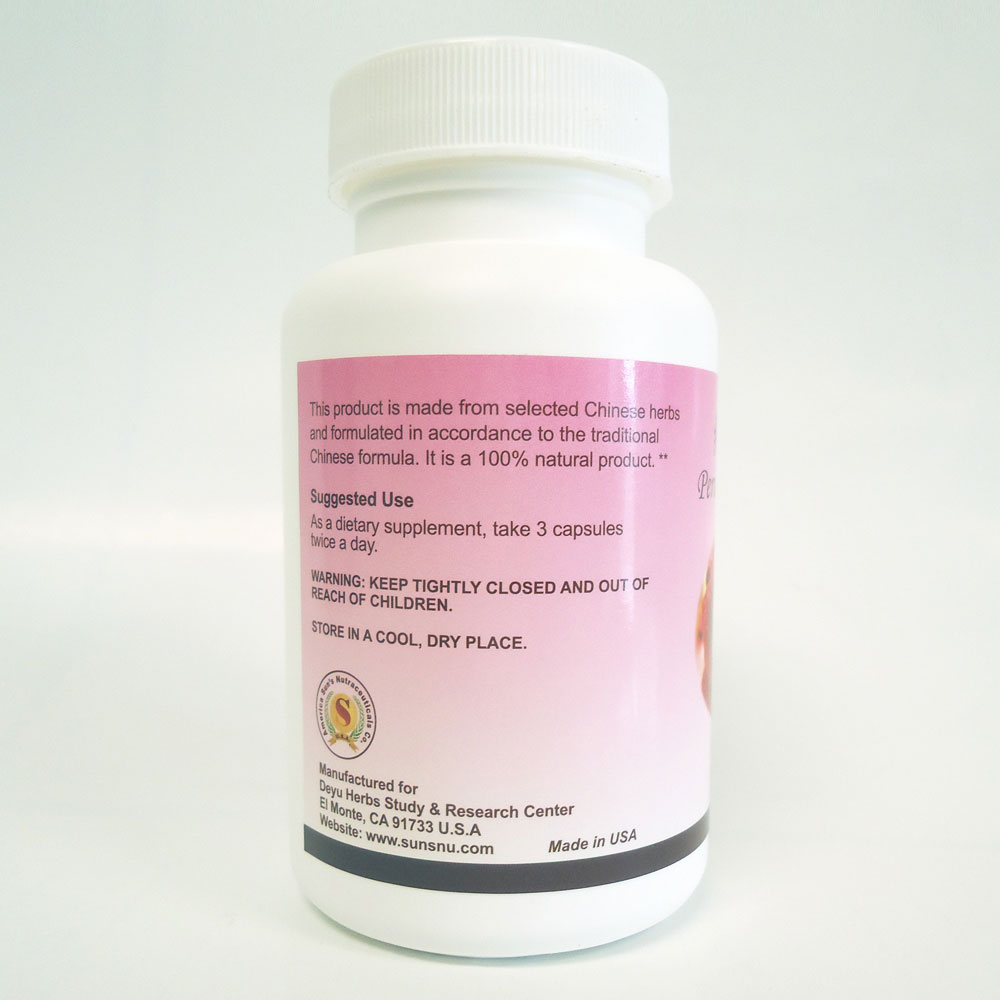 This product is made from selected Chinese herbs
and formulated in accordance to the traditional
Chinese formula. It is a 100% natural product. **
Suggested Use
As a dietary supplement, take 3 capsules
twice a day.
WARNING: KEEP TIGHTLY CLOSED AND OUT OF
REACH OF CHILDREN.
STORE IN A COOL, DRY PLACE.
America Sun's Nutraceuticals Co.
S
U.S.A
Manufactured for
Deyu Herbs Study & Research Center
El Monte, CA 91733 U.S.A
Website: www.sunsnu.com
Made in USA